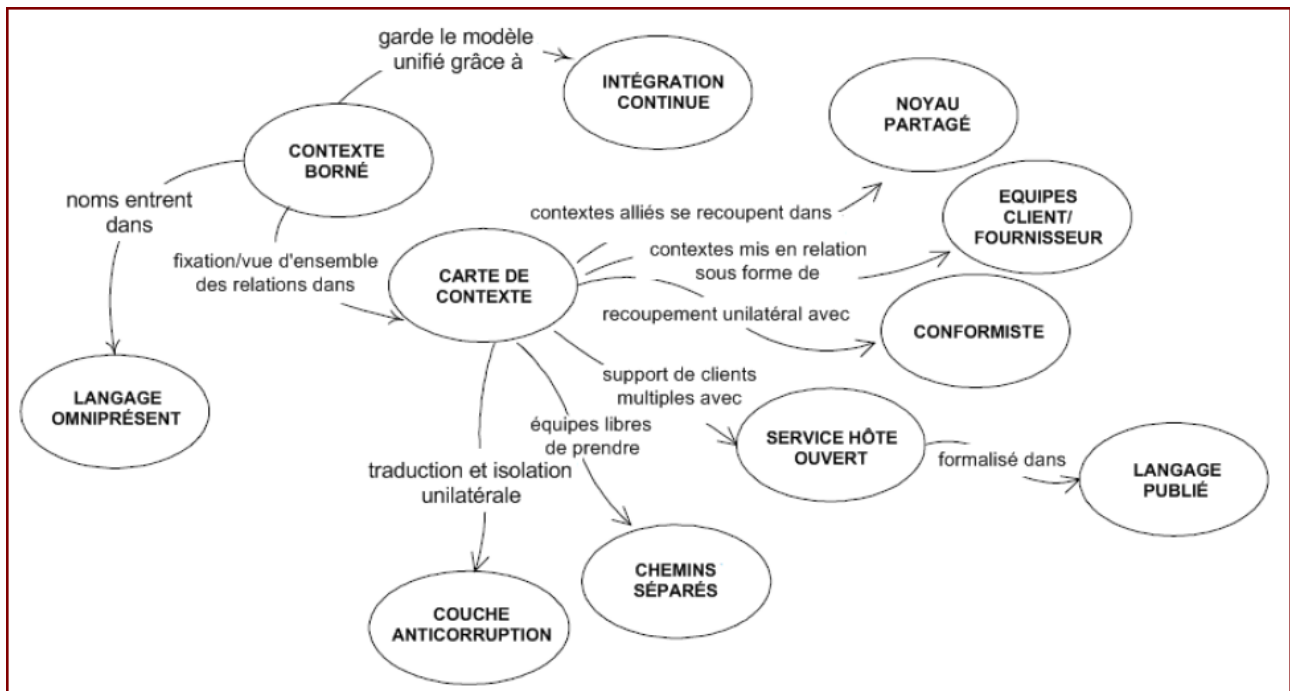 garde le modèle
unifié grâce à
INTÉGRATION
CONTINUE
NOYAU
PARTAGÉ
CONTEXTE
BORNÉ
noms entrent
dans
EQUIPES
CLIENT/
FOURNISSEUR
contextes alliés se recoupent dans
fixation/vue d'ensemble
des relations dans
CARTE DE
CONTEXTE
contextes mis en relation
sous forme de
recoupement unilatéral avec
CONFORMISTE
LANGAGE
OMNIPRÉSENT
support de clients
multiples avec
équipes libres
de prendre
SERVICE HÔTE
OUVERT
formalisé dans
LANGAGE
PUBLIÉ
traduction et isolation
unilatérale
CHEMINS
SÉPARÉS
COUCHE
ANTICORRUPTION